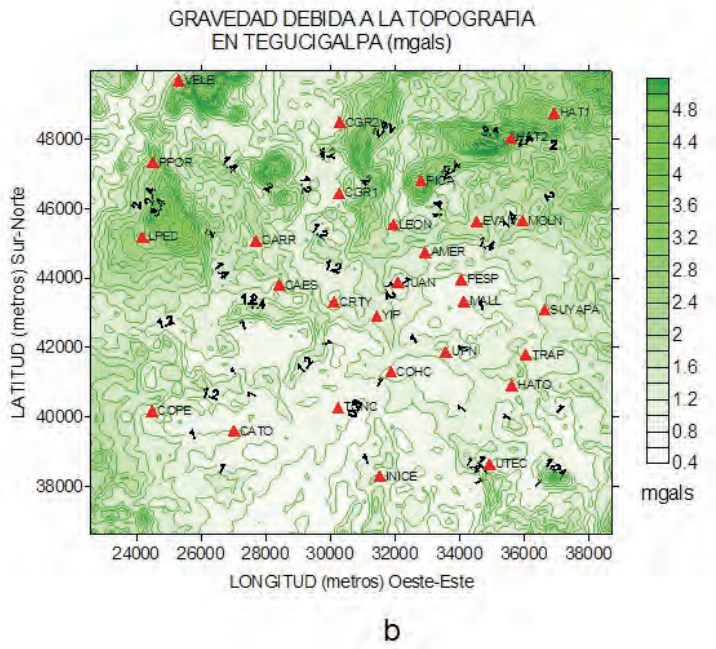 GRAVEDAD DEBIDA A LA TOPOGRAFIA
EN TEGUCIGALPA (mgals)
VELE
HAT1
CGR2
HAT2
PPOR
PICA
CGR1
LEON
MOLN
LPED
CARR
AMER
CAES
JUAN
PESP
CRTY
MALL
SUYAPA
YIP
UPN
TRAP
COHC
HATO
COPE
CATO
UTEC
INICE
48000
46000
44000
42000
40000
38000
LATITUD (metros) Sur-Norte
24000 26000 28000 30000 32000 34000 36000 38000
LONGITUD (metros) Oeste-Este
4.8
4.4
4
3.6
3.2
2.8
2.4
2
1.6
1.2
0.8
0.4
mgals
b